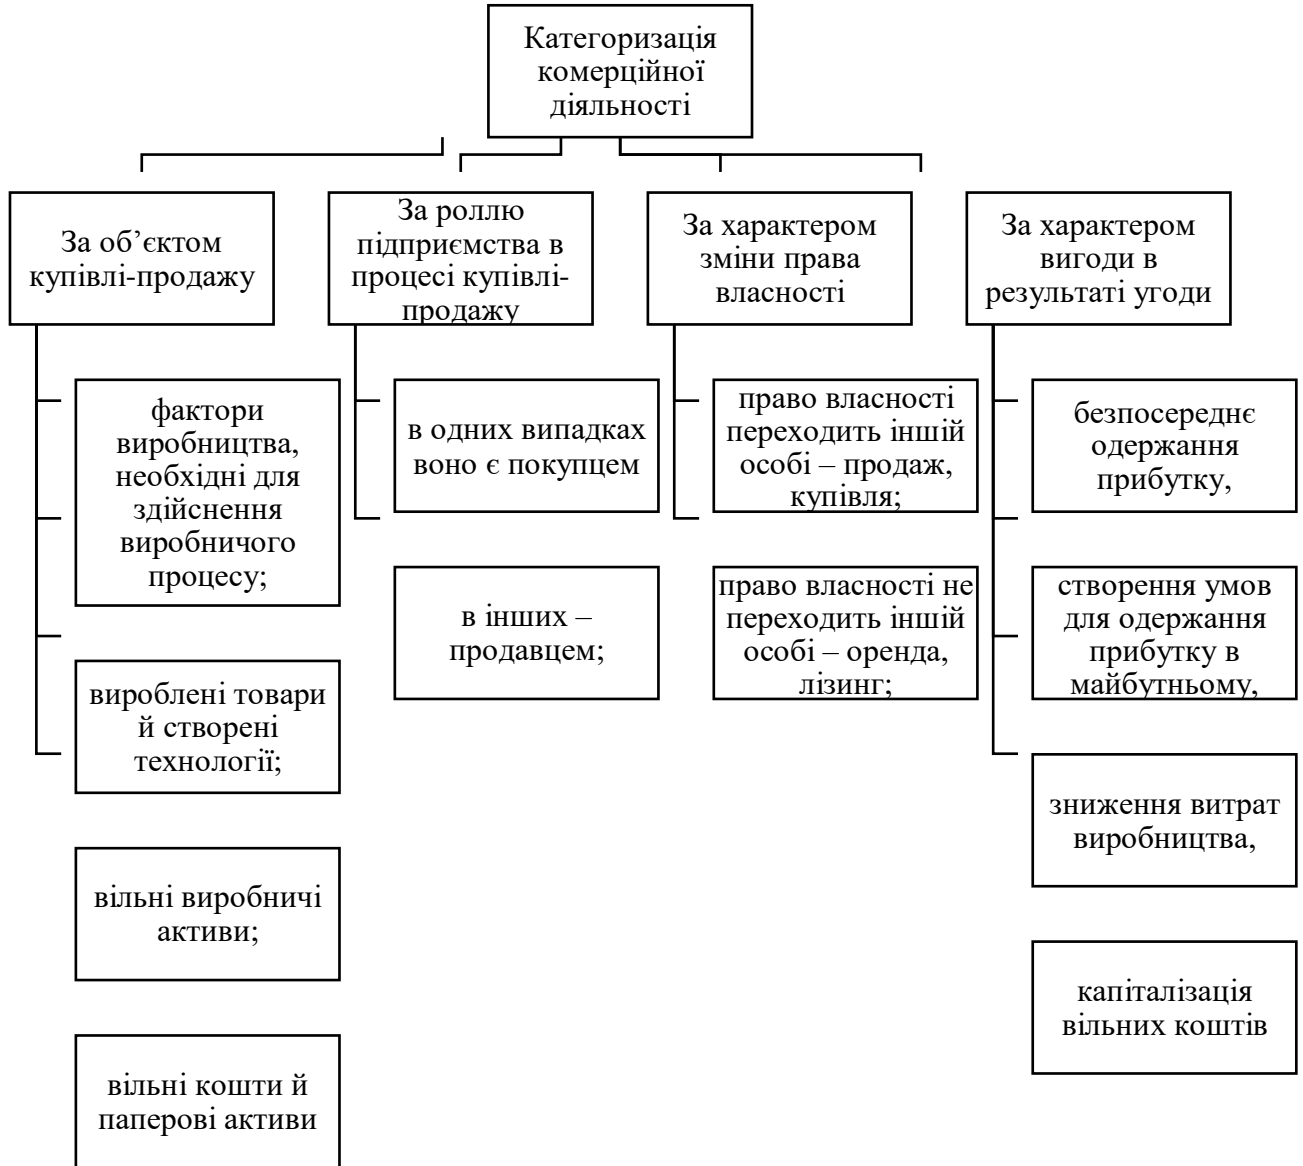 Категоризація
комерційної
діяльності
За об’єктом
купівлі-продажу
За роллю
підприємства в
процесі купівлі-
продажу
За характером
зміни права
власності
За характером
вигоди в
результаті угоди
фактори
виробництва,
необхідні для
здійснення
виробничого
процесу;
вироблені товари
й створені
технології;
вільні виробничі
активи;
вільні кошти й
паперові активи
в одних випадках
воно є покупцем
в інших –
продавцем;
право власності
переходить іншій
особі – продаж,
купівля;
право власності не
переходить іншій
особі – оренда,
лізинг;
безпосереднє
одержання
прибутку,
створення умов
для одержання
прибутку в
майбутньому,
зниження витрат
виробництва,
капіталізація
вільних коштів